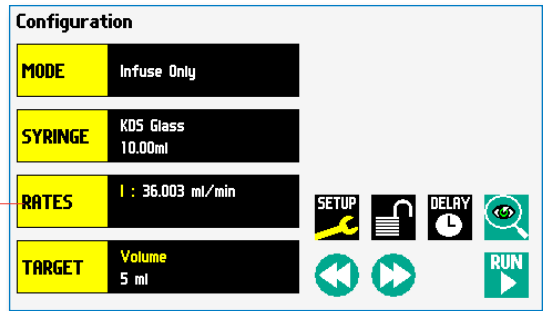 Configuration
MODE
Infuse Only
SYRINGE
KDS Glass
10.00ml
RATES
I : 36.003 ml/min
TARGET
Volume
5 ml
SETUP
DELAY
RUN